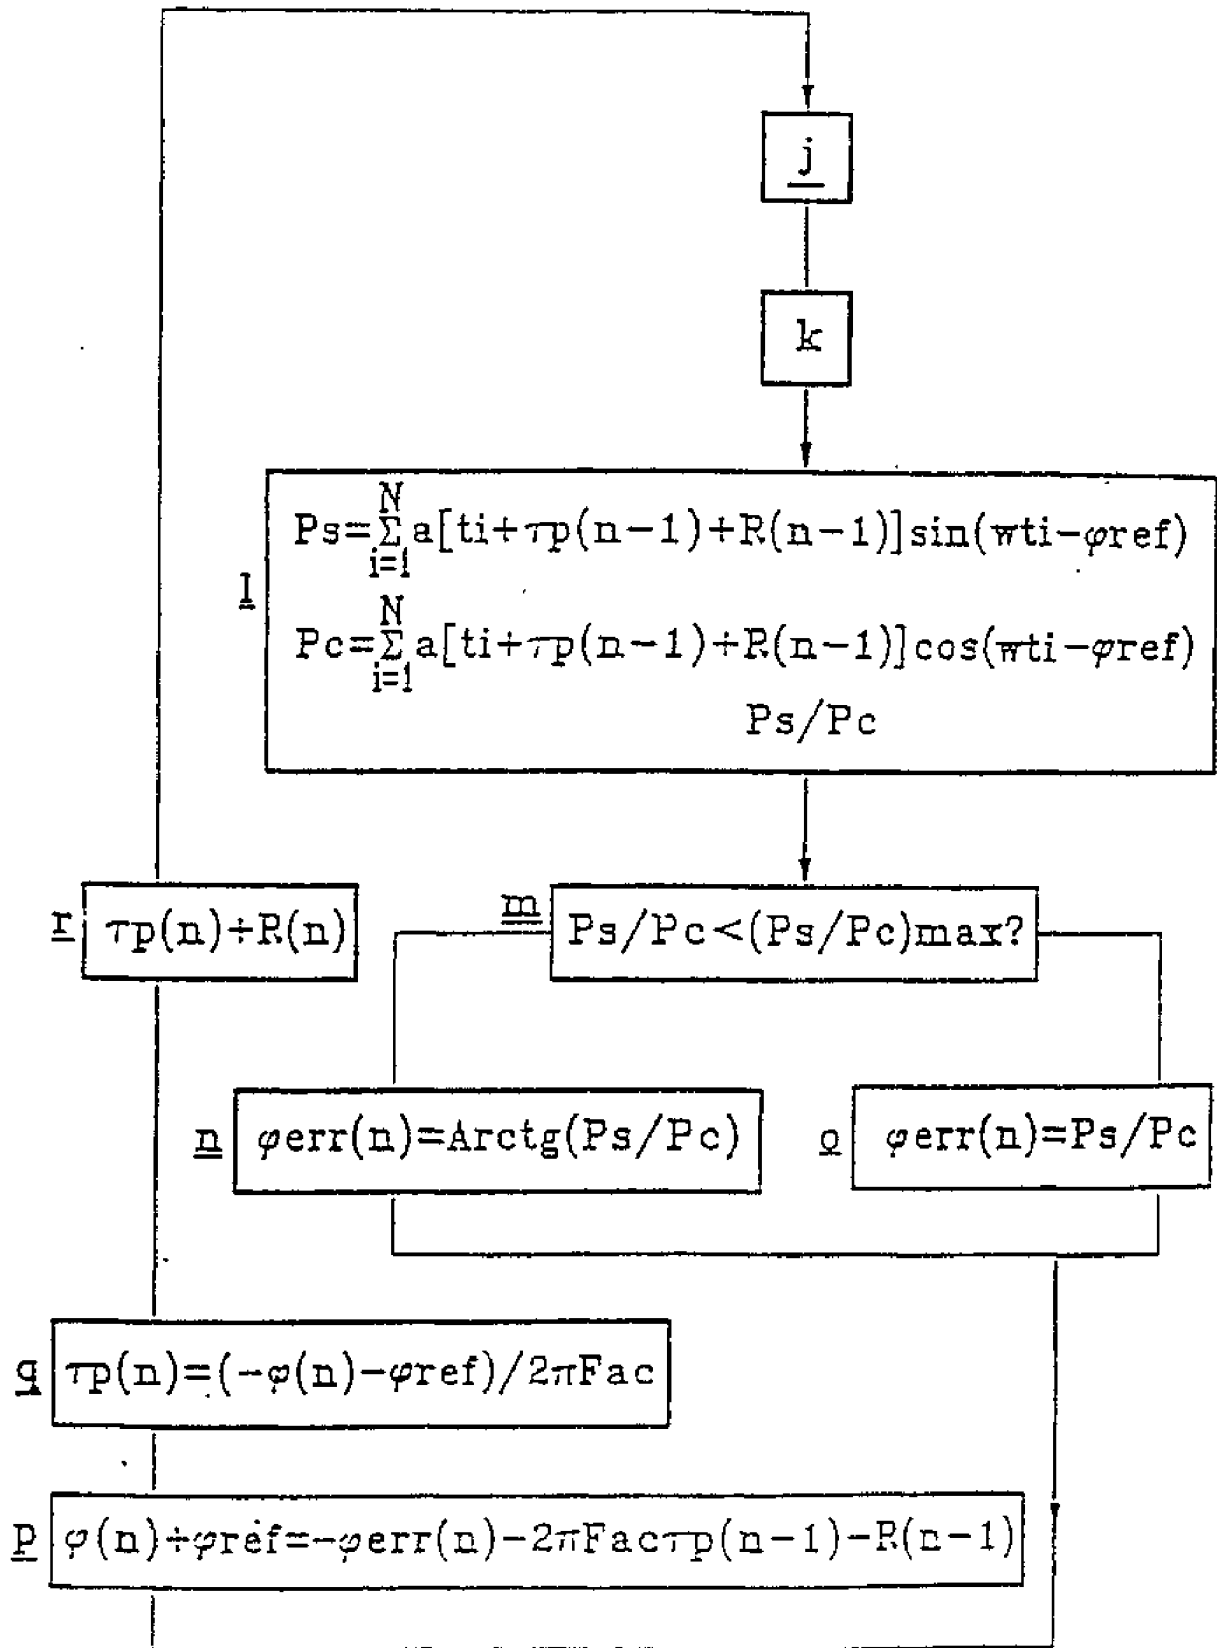 j
k
l
Ps=Σa[ti+τp(n-1)+R(n-1)]sin(wti-φref)
N
i=1
Pc=Σa[ti+τp(n-1)+R(n-1)]cos(wti-φref)
N
i=1
Ps/Pc
r τp(n)+R(n)
m Ps/Pc<(Ps/Pc)max?
n φerr(n)=Arctg(Ps/Pc)
o φerr(n)=Ps/Pc
q τp(n)=(-φ(n)-φref)/2πFac
p φ(n)+φref=-φerr(n)-2πFacτp(n-1)-R(n-1)